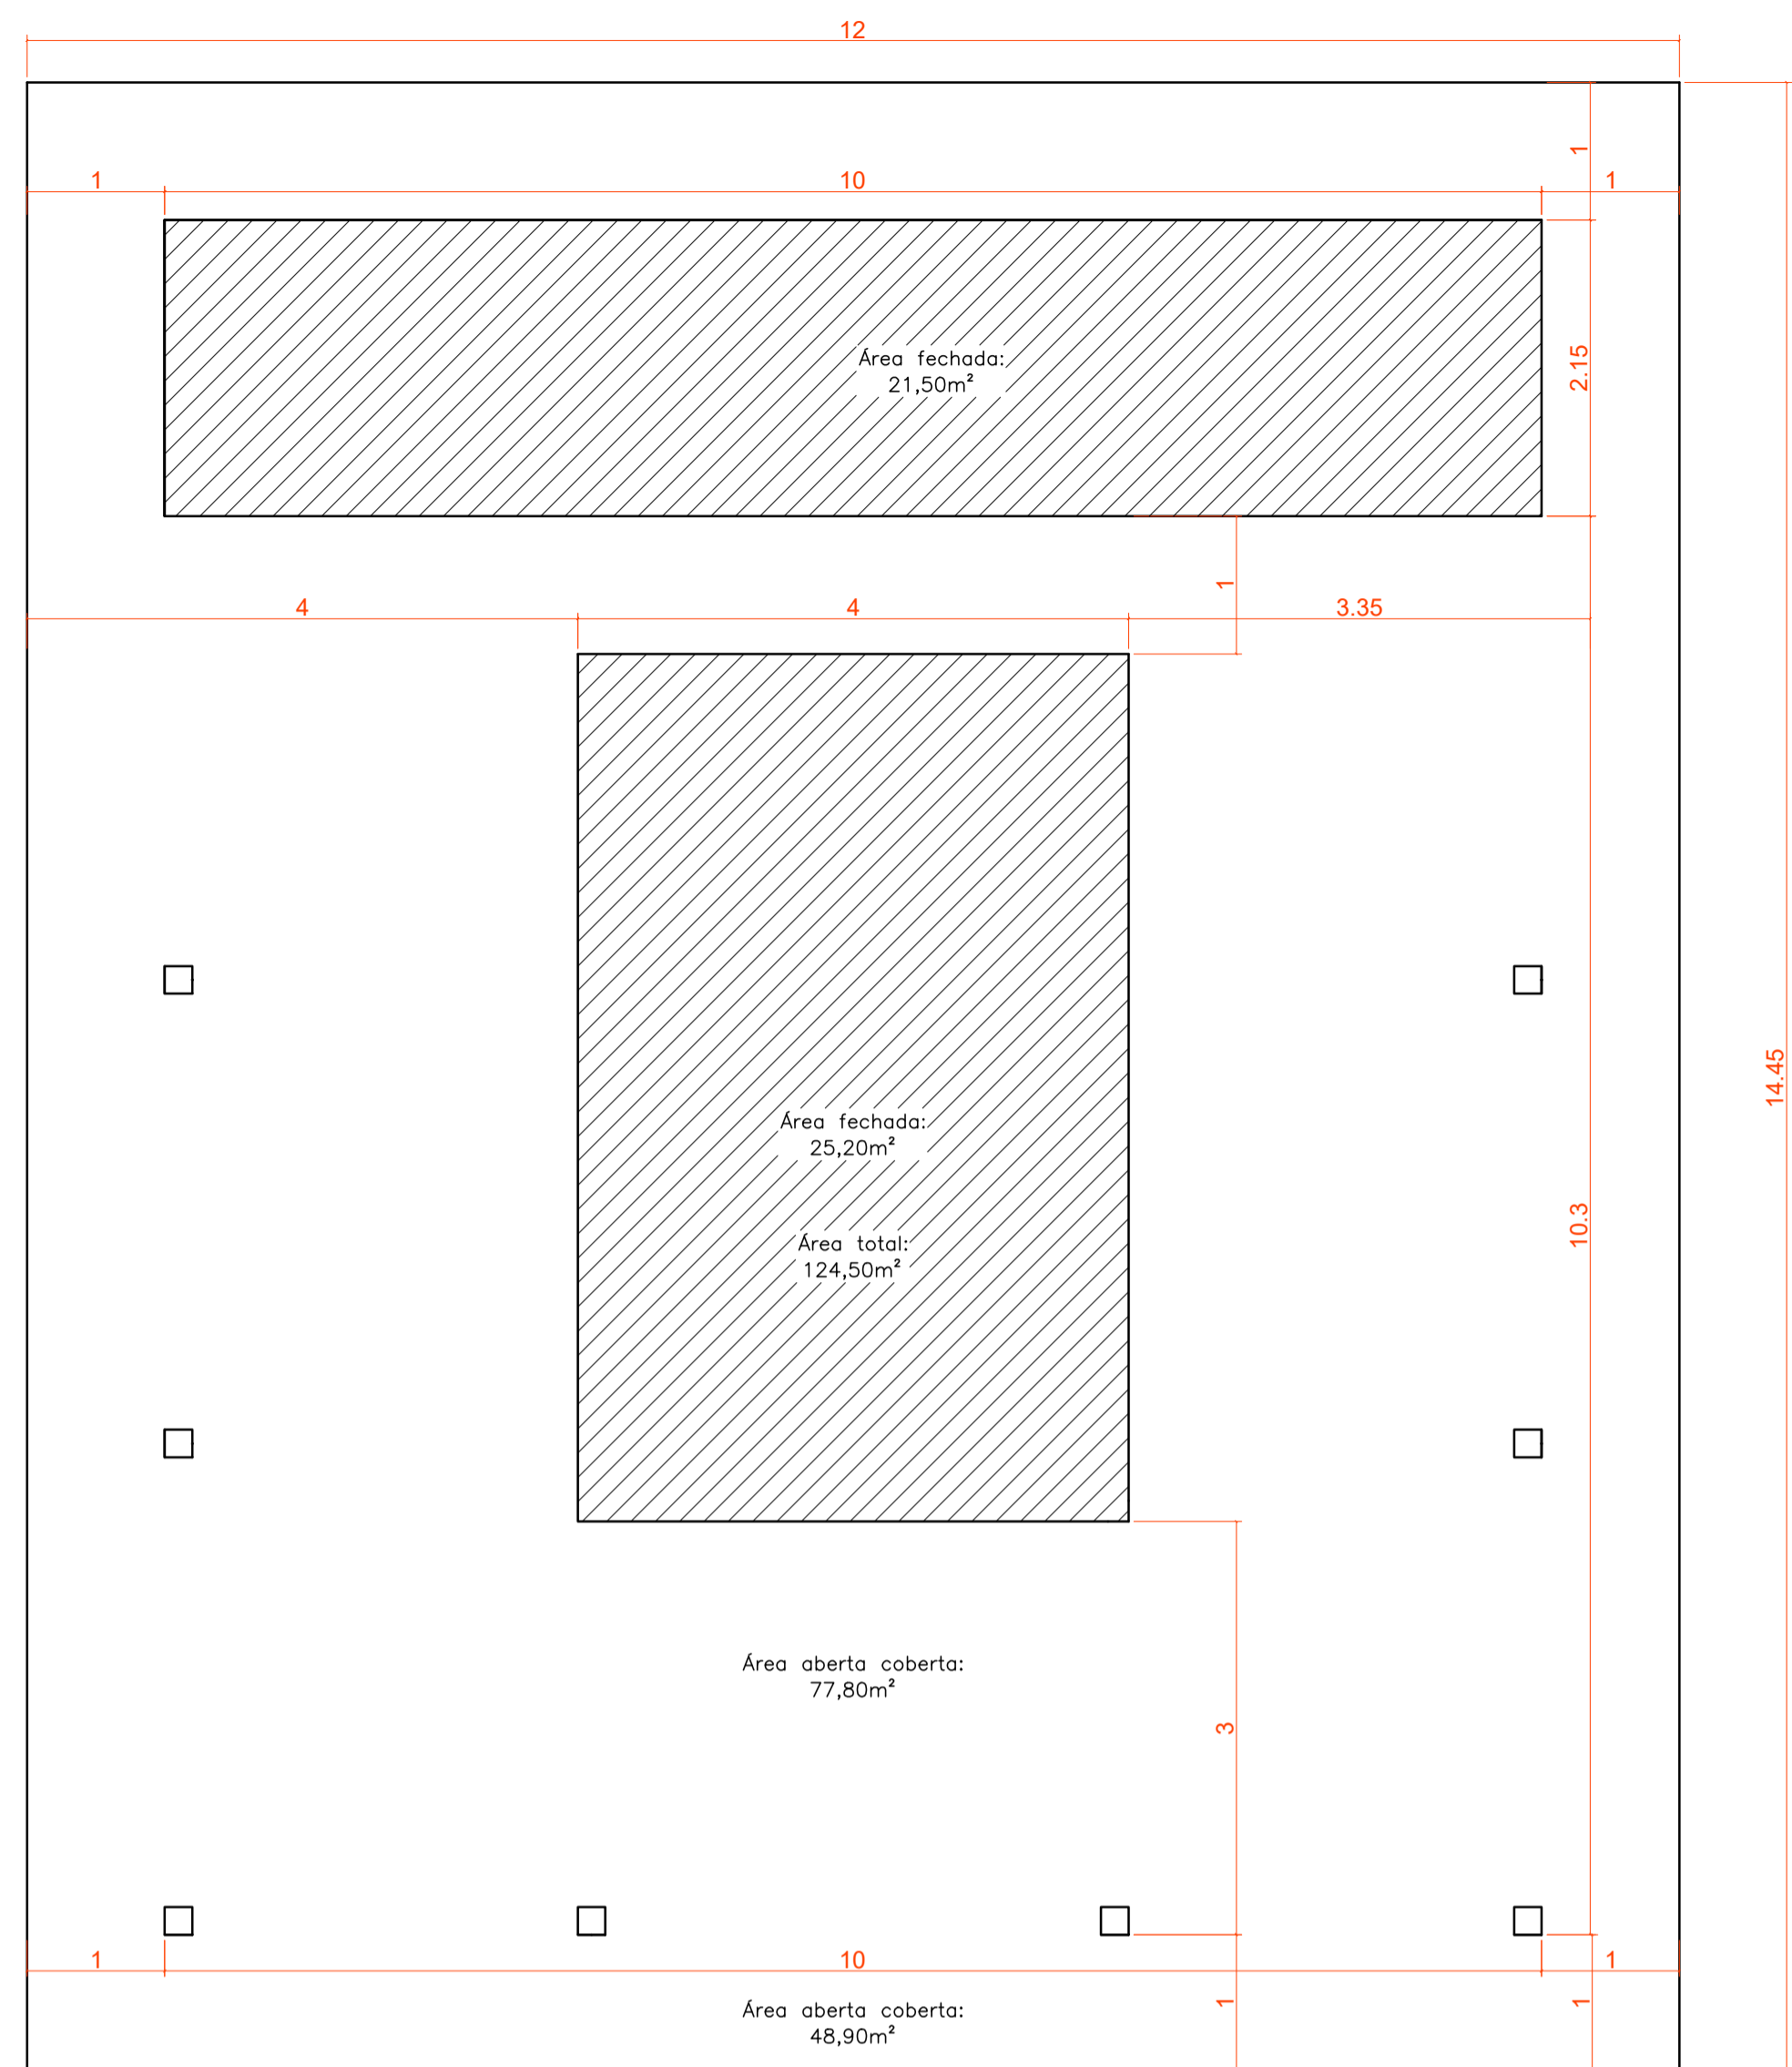 12
1
1
10
1
Área fechada:
21,50m²
2.15
1
4
4
3.35
14.45
Área fechada:
25,20m²
10.3
Área total:
124,50m²
Área aberta coberta:
77,80m²
3
1
10
1
1
1
Área aberta coberta:
48,90m²